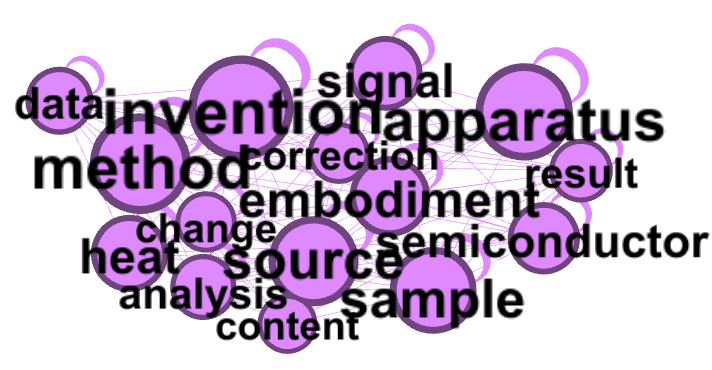 signal
data
invention
apparatus
method
correction
result
embodiment
change
semiconductor
heat
source
analysis
sample
content